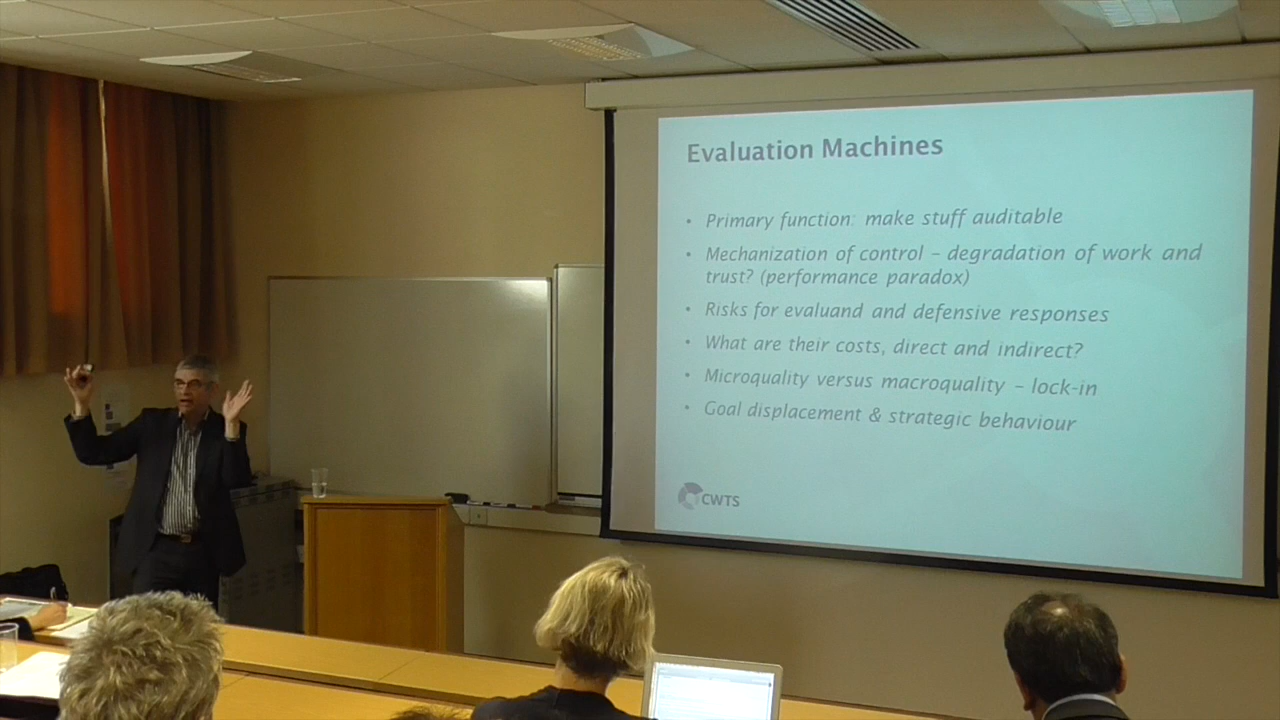 Evaluation Machines
• Primary function: make stuff auditable
• Mechanization of control – degradation of work and
trust? (performance paradox)
• Risks for evaluand and defensive responses
• What are their costs, direct and indirect?
• Microquality versus macroquality – lock-in
• Goal displacement & strategic behaviour
CWTS